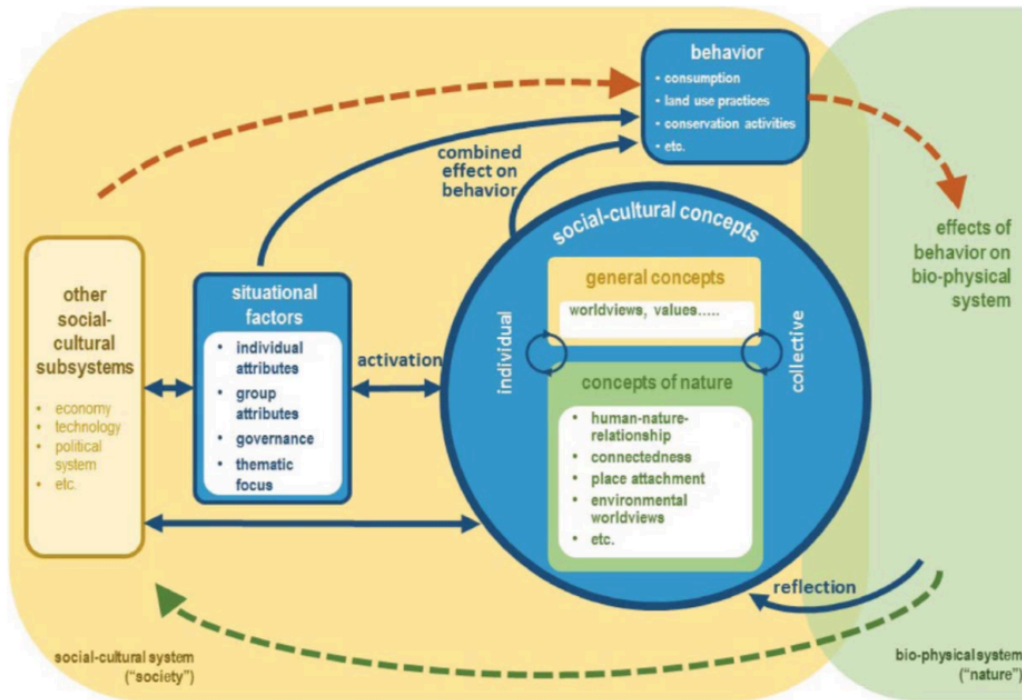 behavior
• consumption
• land use practices
• conservation activities
• etc.
combined
effect on
behavior
social-cultural concepts
effects of
behavior on
bio-physical
system
other
social-
cultural
subsystems
• economy
• technology
• political
system
• etc.
situational
factors
• individual
attributes
• group
attributes
• governance
• thematic
focus
activation
individual
general concepts
worldviews, values.....
collective
concepts of nature
• human-nature-
relationship
• connectedness
• place attachment
• environmental
worldviews
• etc.
reflection
social-cultural system
("society")
bio-physical system
("nature")